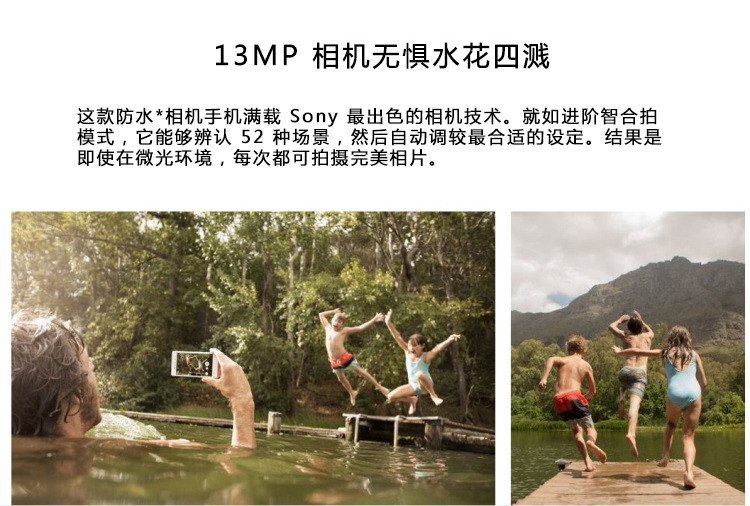 13MP 相机无惧水花四溅
这款防水*相机手机满载 Sony 最出色的相机技术。就如进阶智合拍
模式，它能够辨认 52 种场景，然后自动调较最合适的设定。结果是
即使在微光环境，每次都可拍摄完美相片。